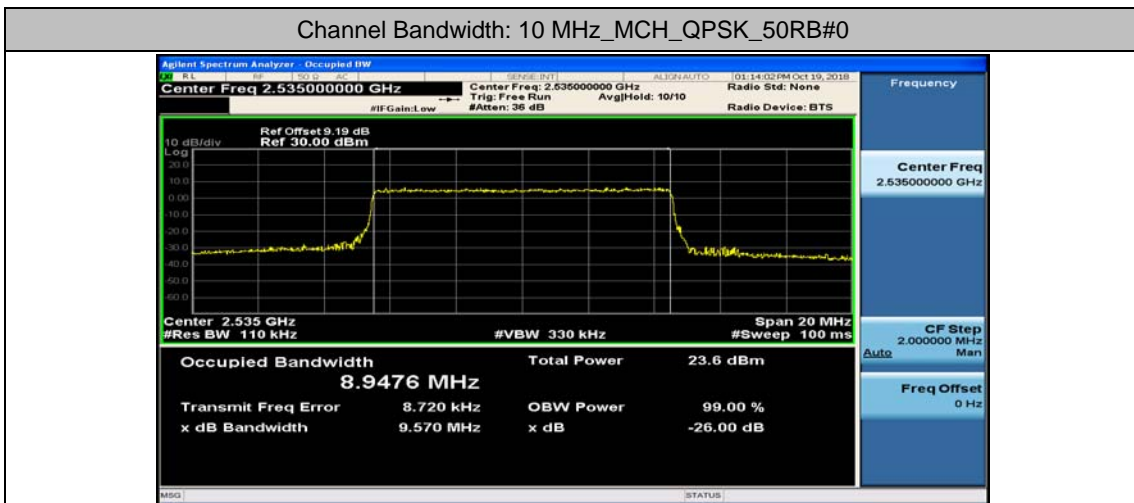 Channel Bandwidth: 10 MHz_MCH_QPSK_50RB#0
Agilent Spectrum Analyzer - Occupied BW
RL RF 50 Ω AC SENSE:INT ALIGNAUTO 01:14:02 PM Oct 19, 2018
Center Freq 2.535000000 GHz
Center Freq: 2.535000000 GHz
Radio Std: None
Trig: Free Run Avg|Hold: 10/10
#IFGain:Low #Atten: 36 dB Radio Device: BTS
Ref Offset 9.19 dB
10 dB/div Ref 30.00 dBm
Log
20.0
10.0
0.00
-10.0
-20.0
-30.0
-40.0
-50.0
-60.0
Center 2.535 GHz Span 20 MHz
#Res BW 110 kHz #VBW 330 kHz #Sweep 100 ms
Occupied Bandwidth Total Power 23.6 dBm
8.9476 MHz
Transmit Freq Error 8.720 kHz OBW Power 99.00 %
x dB Bandwidth 9.570 MHz x dB -26.00 dB
MSG STATUS
Frequency
Center Freq
2.535000000 GHz
CF Step
2.000000 MHz
Auto Man
Freq Offset
0 Hz